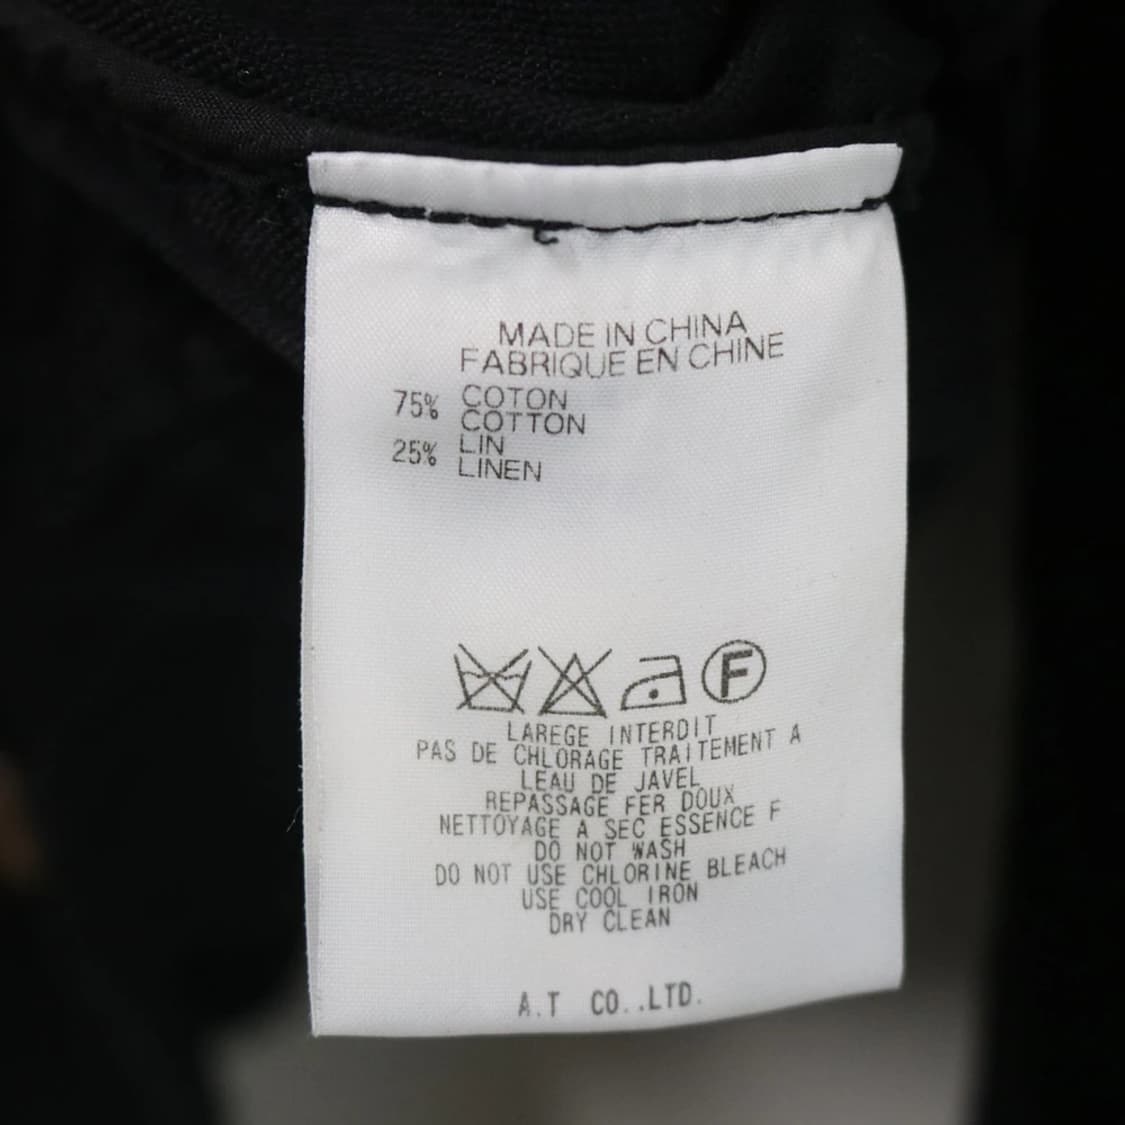 MADE IN CHINA
FABRIQUE EN CHINE
75% COTON
COTTON
25% LIN
LINEN
F
LAREGE INTERDIT
PAS DE CHLORAGE TRAITEMENT A
LEAU DE JAVEL
REPASSAGE FER DOUX
NETTOYAGE A SEC ESSENCE F
DO NOT WASH
DO NOT USE CHLORINE BLEACH
USE COOL IRON
DRY CLEAN
A.T CO.,LTD.